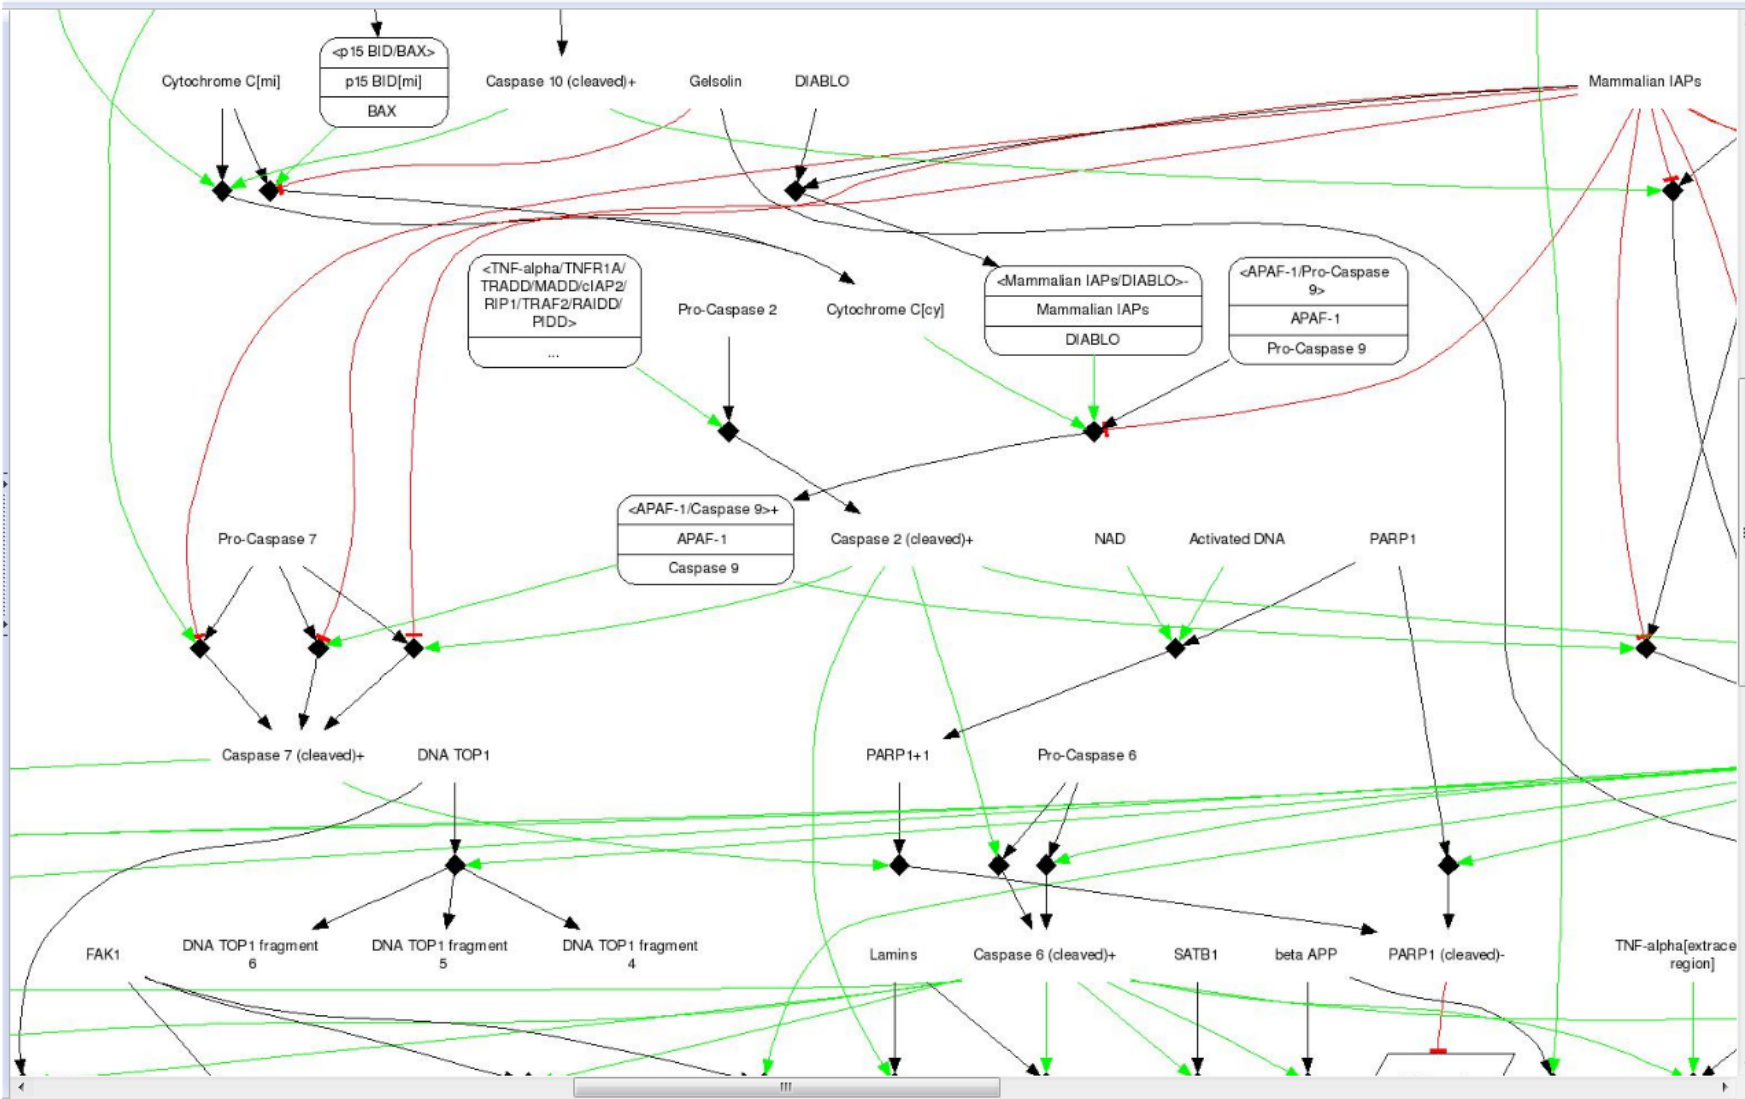 <p15 BID/BAX>
Cytochrome C[mi]
p15 BID[mi]
Caspase 10 (cleaved)+
Gelsolin
DIABLO
Mammalian IAPs
BAX
<TNF-alpha/TNFR1A/
TRADD/MADD/cIAP2/
RIP1/TRAF2/RAIDD/
PIDD>
...
Pro-Caspase 2
Cytochrome C[cy]
<Mammalian IAPs/DIABLO>-
Mammalian IAPs
DIABLO
<APAF-1/Pro-Caspase
9>
APAF-1
Pro-Caspase 9
Pro-Caspase 7
<APAF-1/Caspase 9>+
APAF-1
Caspase 9
Caspase 2 (cleaved)+
NAD
Activated DNA
PARP1
Caspase 7 (cleaved)+
DNA TOP1
PARP1+1
Pro-Caspase 6
FAK1
DNA TOP1 fragment
6
DNA TOP1 fragment
5
DNA TOP1 fragment
4
Lamins
Caspase 6 (cleaved)+
SATB1
beta APP
PARP1 (cleaved)-
TNF-alpha[extrace
region]